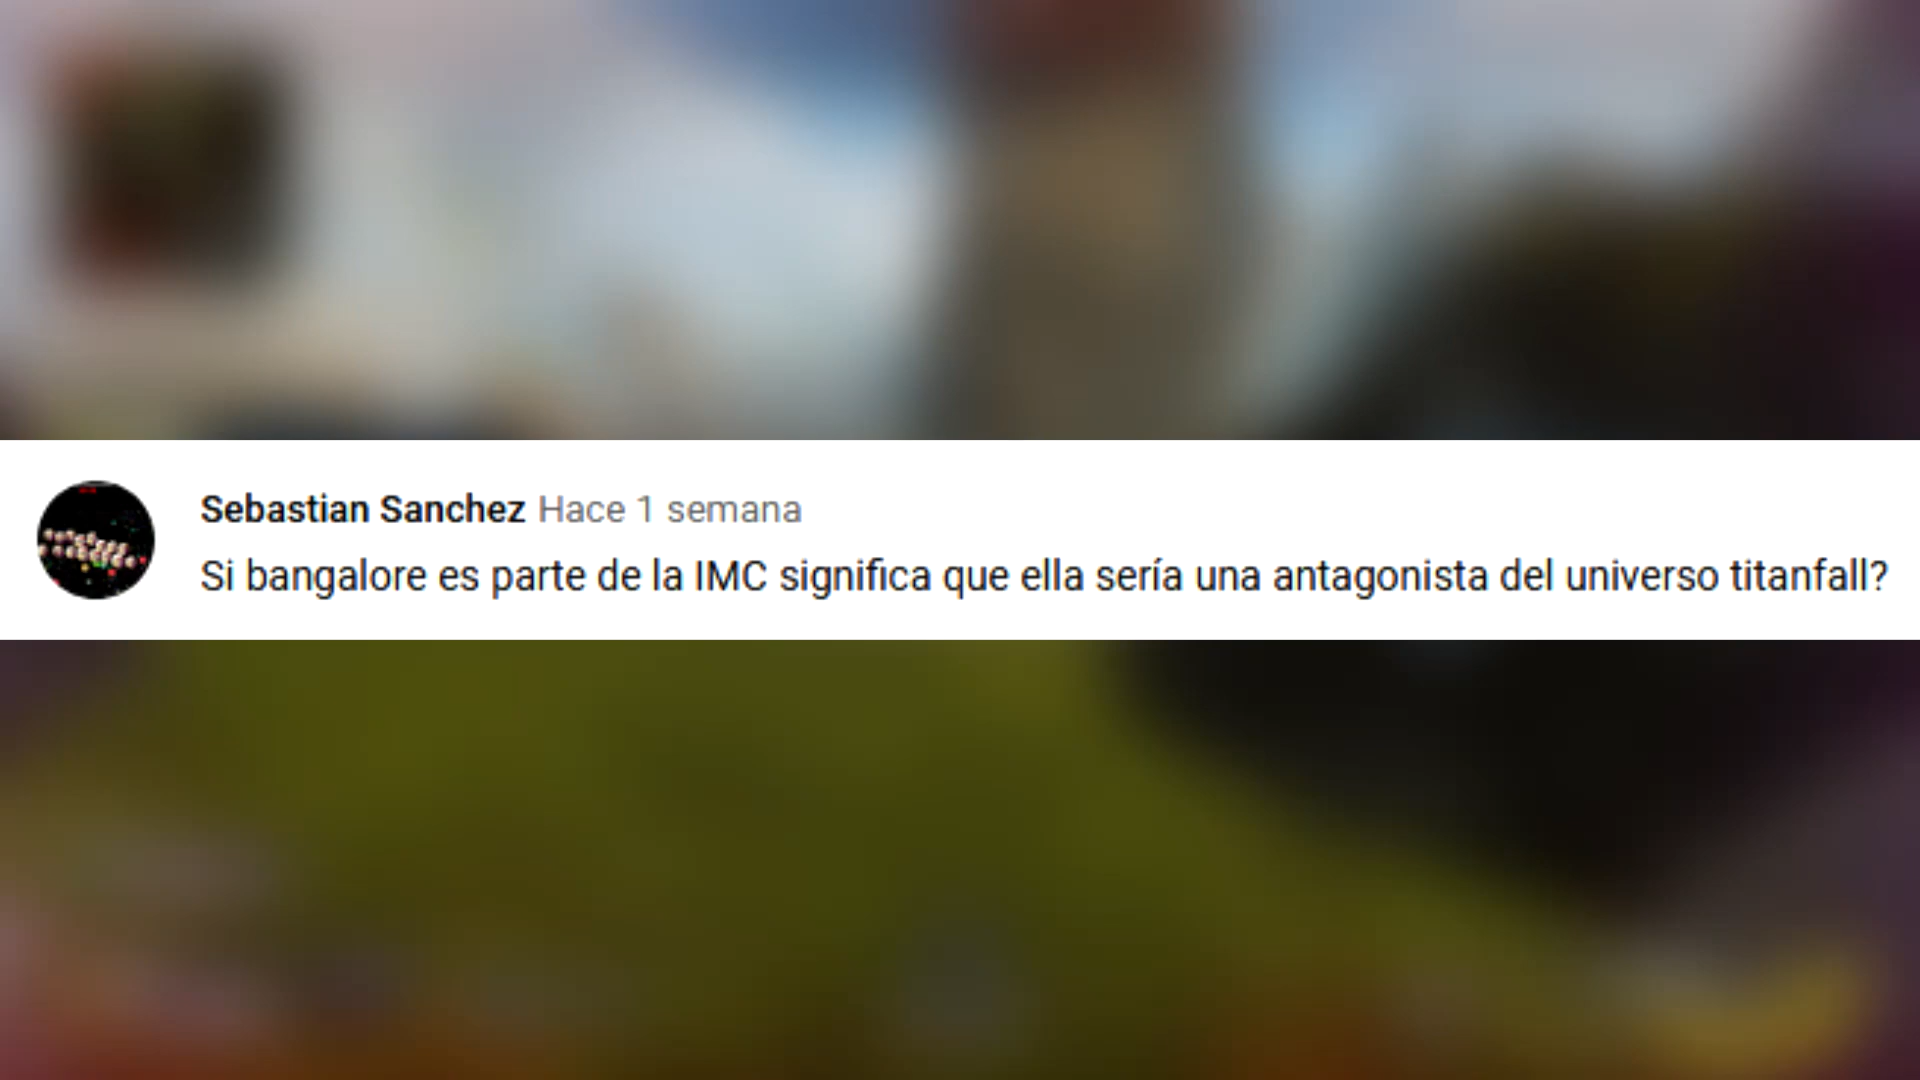 Sebastian Sanchez Hace 1 semana
Si bangalore es parte de la IMC significa que ella sería una antagonista del universo titanfall?